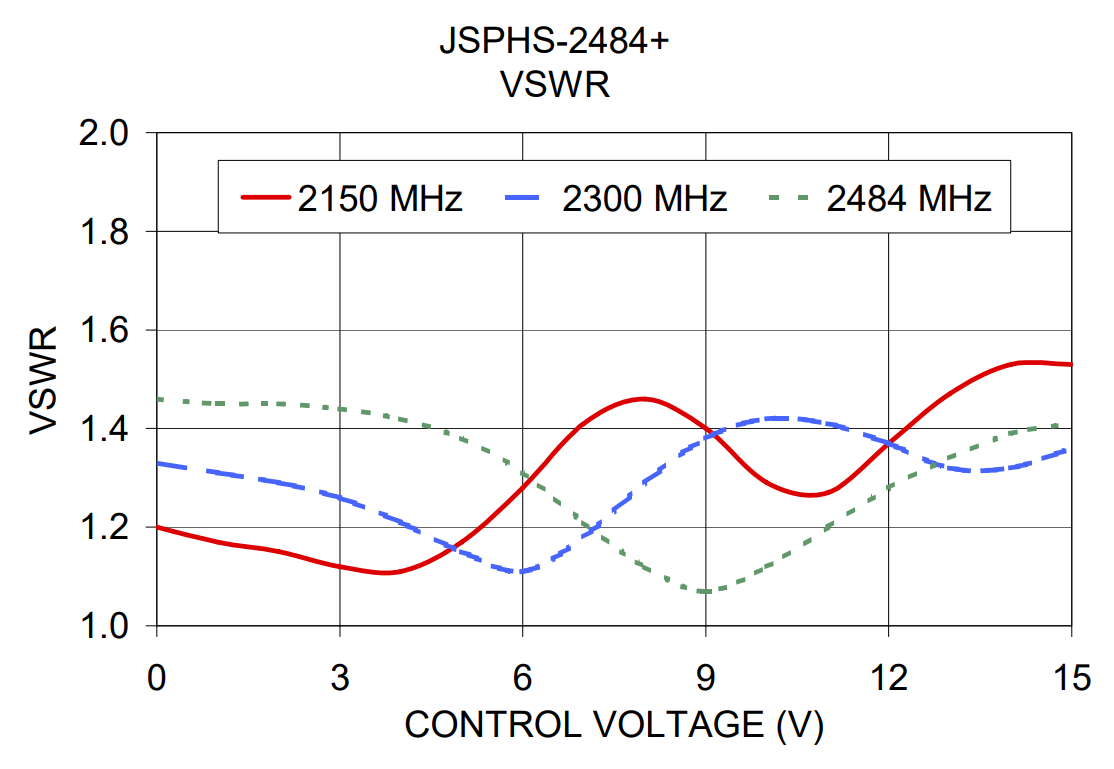 JSPHS-2484+
VSWR
2.0
2150 MHz 2300 MHz 2484 MHz
1.8
1.6
VSWR
1.4
1.2
1.0
0 3 6 9 12 15
CONTROL VOLTAGE (V)